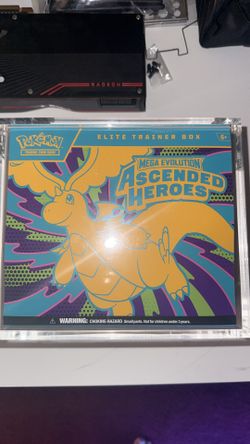 RADEON
Pokémon
TRADING CARD GAME
ELITE TRAINER BOX
6+
MEGA EVOLUTION
ASCENDED
HEROES
WARNING: CHOKING HAZARD. Small parts. Not for children under 3 years.